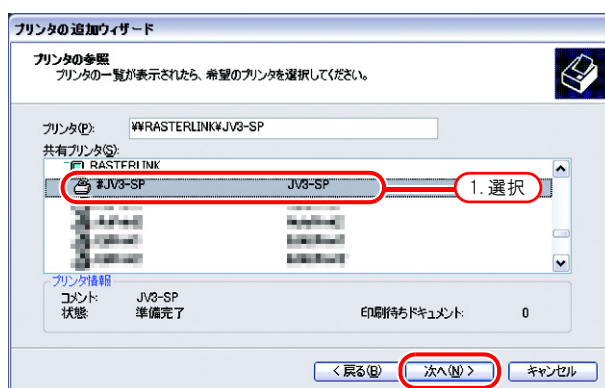 プリンタの追加ウィザード
プリンタの参照
プリンタの一覧が表示されたら、希望のプリンタを選択してください。
プリンタ(P): ¥¥RASTERLINK¥JV3-SP
共有プリンタ(S):
RASTERLINK
JV3-SP JV3-SP
1. 選択
プリンタ情報
コメント: JV3-SP
状態: 準備完了 印刷待ちドキュメント: 0
< 戻る(B) 次へ(N) > キャンセル